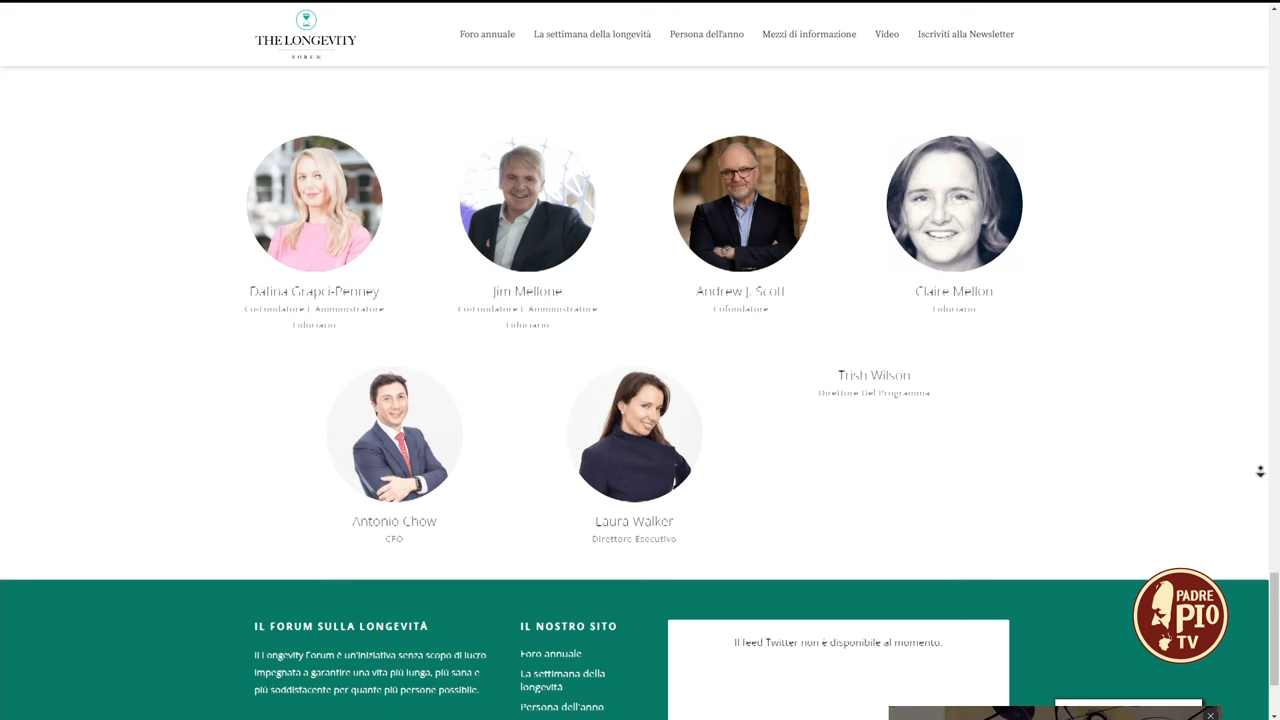 THE LONGEVITY
FORUM
Foro annuale
La settimana della longevità
Persona dell'anno
Mezzi di informazione
Video
Iscriviti alla Newsletter
Dafina Grapci-Penney
Co-Fondatore E Amministratore
Fiduciario
Jim Mellone
Co-Fondatore E Amministratore
Fiduciario
Andrew J. Scott
Cofondatore
Claire Mellon
Fiduciario
Antonio Chow
CFO
Laura Walker
Direttore Esecutivo
Trish Wilson
Direttore Del Programma
IL FORUM SULLA LONGEVITÀ
Il Longevity Forum è un'iniziativa senza scopo di lucro
impegnata a garantire una vita più lunga, più sana e
più soddisfacente per quante più persone possibile.
IL NOSTRO SITO
Foro annuale
La settimana della
longevità
Persona dell'anno
Il feed Twitter non è disponibile al momento.
PADRE
PIO
TV